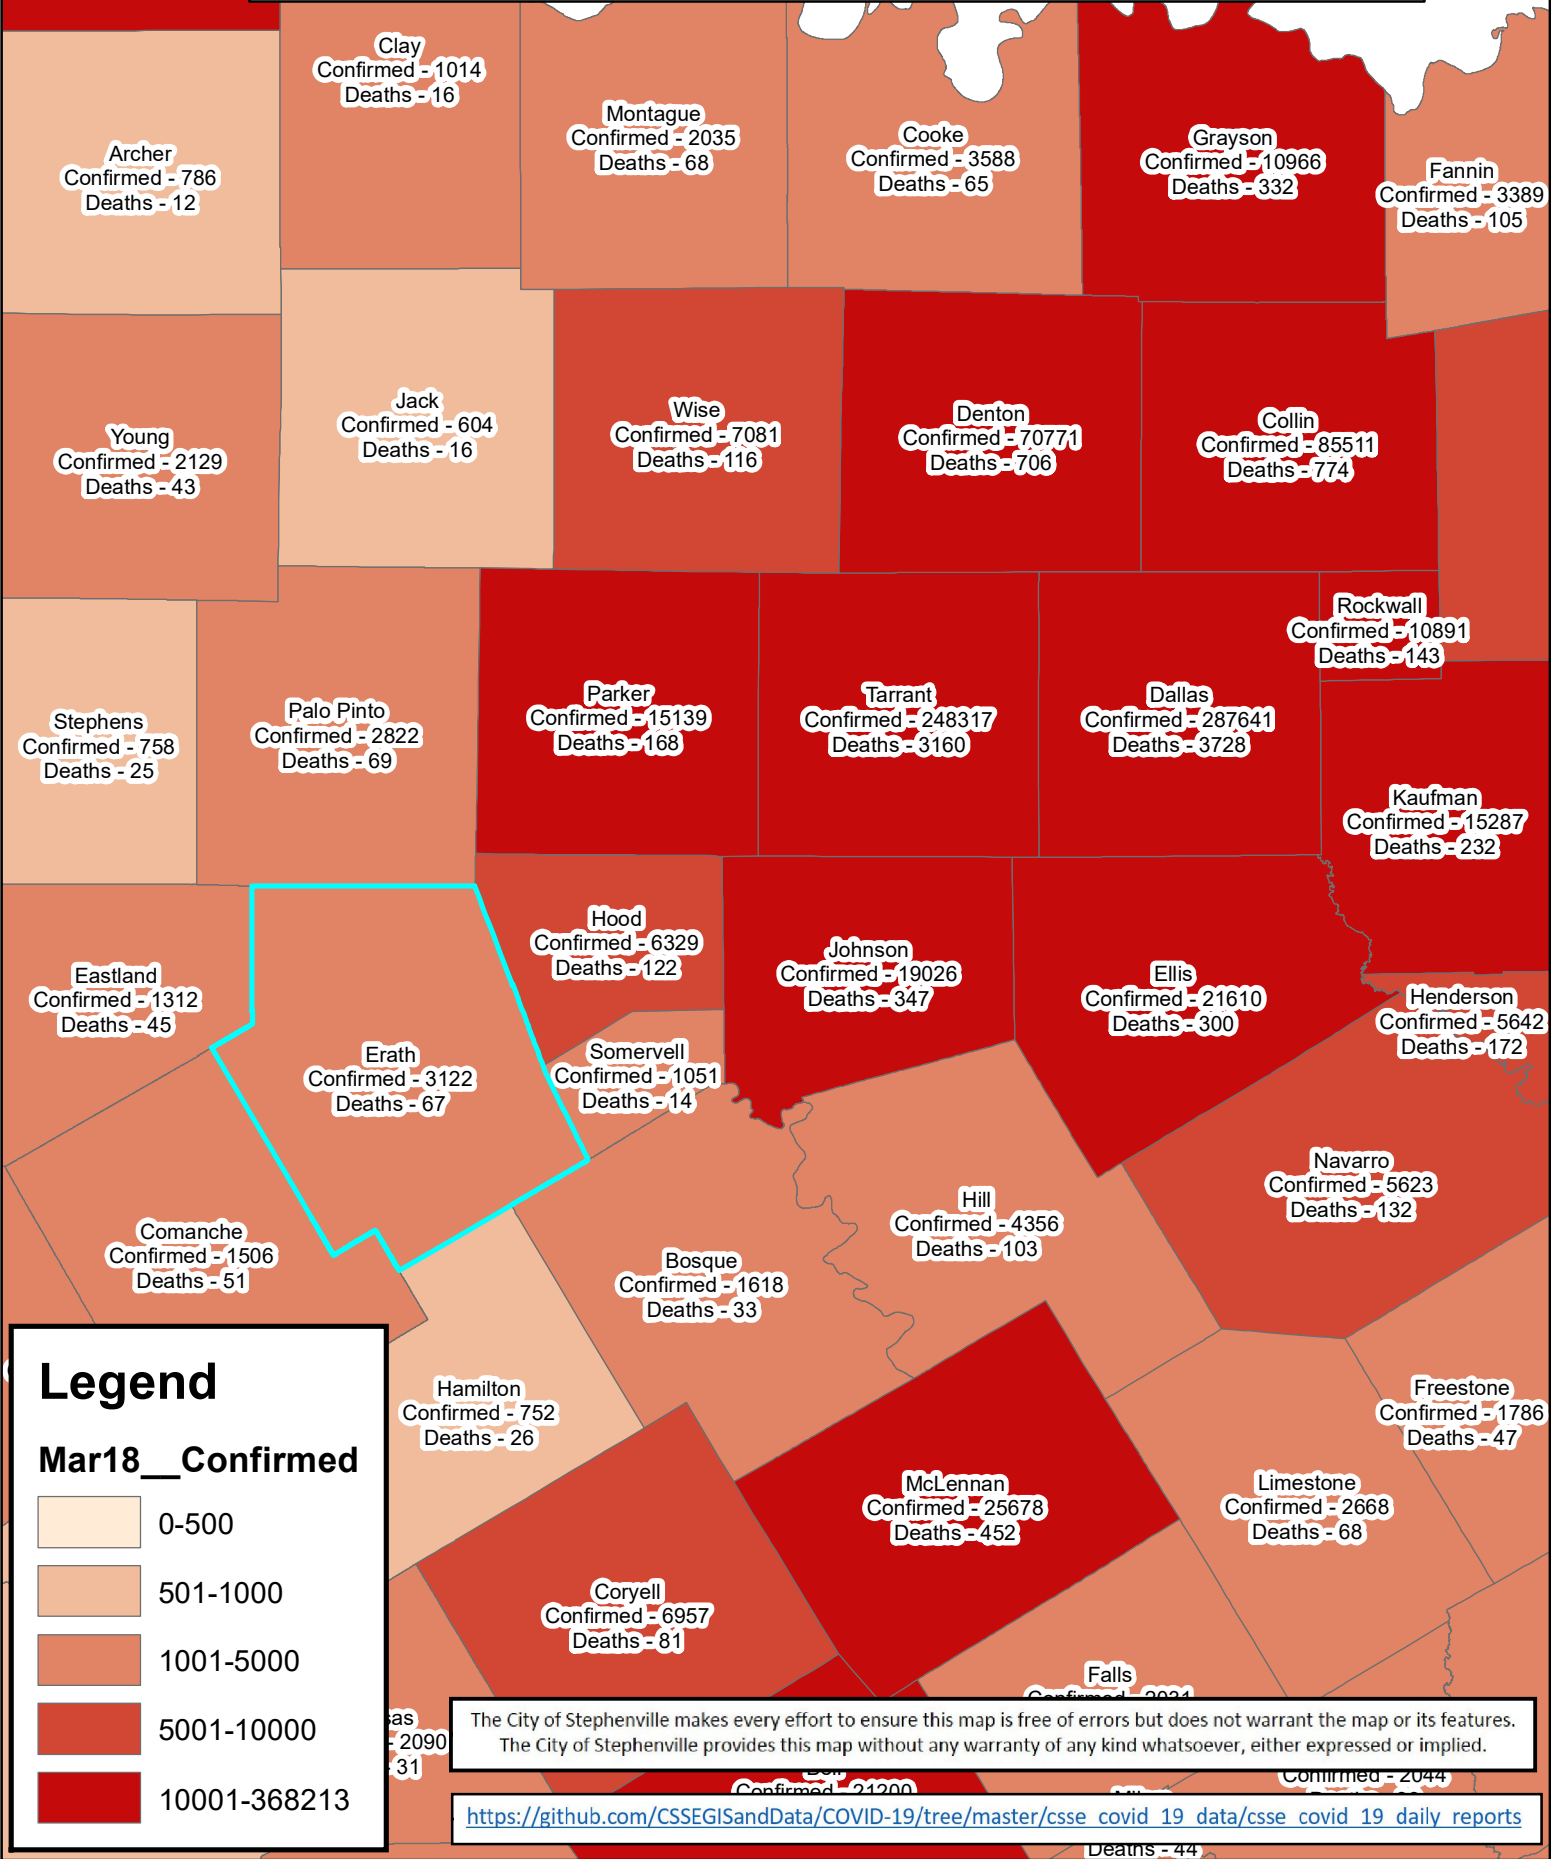 Clay
Confirmed - 1014
Deaths - 16
Montague
Confirmed - 2035
Deaths - 68
Cooke
Confirmed - 3588
Deaths - 65
Grayson
Confirmed - 10966
Deaths - 332
Archer
Confirmed - 786
Deaths - 12
Fannin
Confirmed - 3389
Deaths - 105
Young
Confirmed - 2129
Deaths - 43
Jack
Confirmed - 604
Deaths - 16
Wise
Confirmed - 7081
Deaths - 116
Denton
Confirmed - 70771
Deaths - 706
Collin
Confirmed - 85511
Deaths - 774
Rockwall
Confirmed - 10891
Deaths - 143
Stephens
Confirmed - 758
Deaths - 25
Palo Pinto
Confirmed - 2822
Deaths - 69
Parker
Confirmed - 15139
Deaths - 168
Tarrant
Confirmed - 248317
Deaths - 3160
Dallas
Confirmed - 287641
Deaths - 3728
Kaufman
Confirmed - 15287
Deaths - 232
Eastland
Confirmed - 1312
Deaths - 45
Erath
Confirmed - 3122
Deaths - 67
Hood
Confirmed - 6329
Deaths - 122
Somervell
Confirmed - 1051
Deaths - 14
Johnson
Confirmed - 19026
Deaths - 347
Ellis
Confirmed - 21610
Deaths - 300
Henderson
Confirmed - 5642
Deaths - 172
Navarro
Confirmed - 5623
Deaths - 132
Comanche
Confirmed - 1506
Deaths - 51
Bosque
Confirmed - 1618
Deaths - 33
Hill
Confirmed - 4356
Deaths - 103
Hamilton
Confirmed - 752
Deaths - 26
Freestone
Confirmed - 1786
Deaths - 47
McLennan
Confirmed - 25678
Deaths - 452
Limestone
Confirmed - 2668
Deaths - 68
Coryell
Confirmed - 6957
Deaths - 81
Falls
sas
- 2090
- 31
Confirmed - 21200
Confirmed - 2044
Deaths - 44
Legend
Mar18__Confirmed
0-500
501-1000
1001-5000
5001-10000
10001-368213
The City of Stephenville makes every effort to ensure this map is free of errors but does not warrant the map or its features.
The City of Stephenville provides this map without any warranty of any kind whatsoever, either expressed or implied.
https://github.com/CSSEGISandData/COVID-19/tree/master/csse_covid_19_data/csse_covid_19_daily_reports